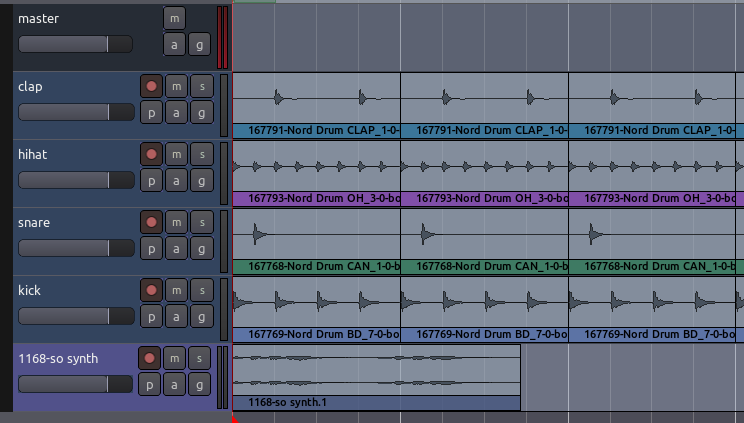 master
m
a g
clap
m s
p a g
167791-Nord Drum CLAP_1-0- 167791-Nord Drum CLAP_1-0- 167791-Nord Drum CLAP_1-0-
hihat
m s
p a g
167793-Nord Drum OH_3-0-bo 167793-Nord Drum OH_3-0-bo 167793-Nord Drum OH_3-0-bo
snare
m s
p a g
167768-Nord Drum CAN_1-0-b 167768-Nord Drum CAN_1-0-b 167768-Nord Drum CAN_1-0-b
kick
m s
p a g
167769-Nord Drum BD_7-0-bo 167769-Nord Drum BD_7-0-bo 167769-Nord Drum BD_7-0-bo
1168-so synth
m s
p a g
1168-so synth.1